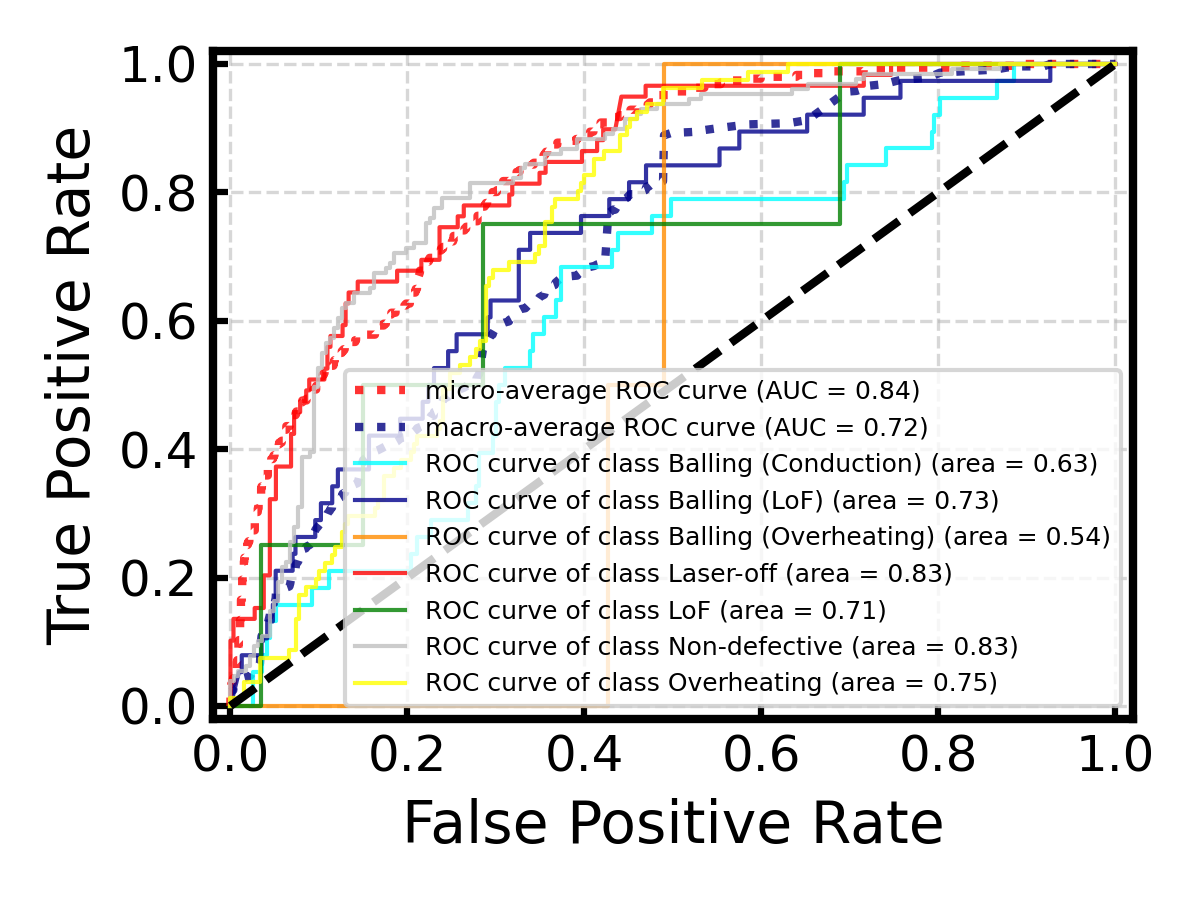 True Positive Rate
1.0
0.8
0.6
0.4
0.2
0.0
micro-average ROC curve (AUC = 0.84)
macro-average ROC curve (AUC = 0.72)
ROC curve of class Balling (Conduction) (area = 0.63)
ROC curve of class Balling (LoF) (area = 0.73)
ROC curve of class Balling (Overheating) (area = 0.54)
ROC curve of class Laser-off (area = 0.83)
ROC curve of class LoF (area = 0.71)
ROC curve of class Non-defective (area = 0.83)
ROC curve of class Overheating (area = 0.75)
0.0 0.2 0.4 0.6 0.8 1.0
False Positive Rate